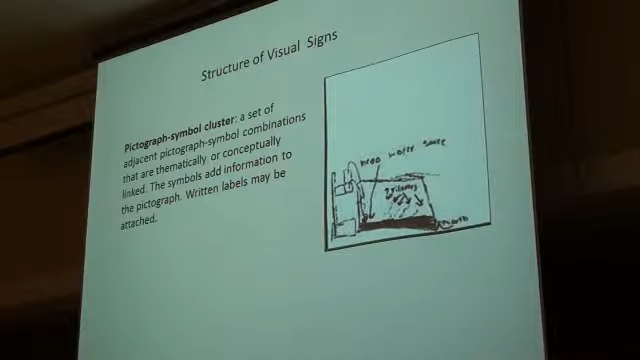 Structure of Visual Signs
Pictograph-symbol cluster: a set of
adjacent pictograph-symbol combinations
that are thematically or conceptually
linked. The symbols add information to
the pictograph. Written labels may be
attached.